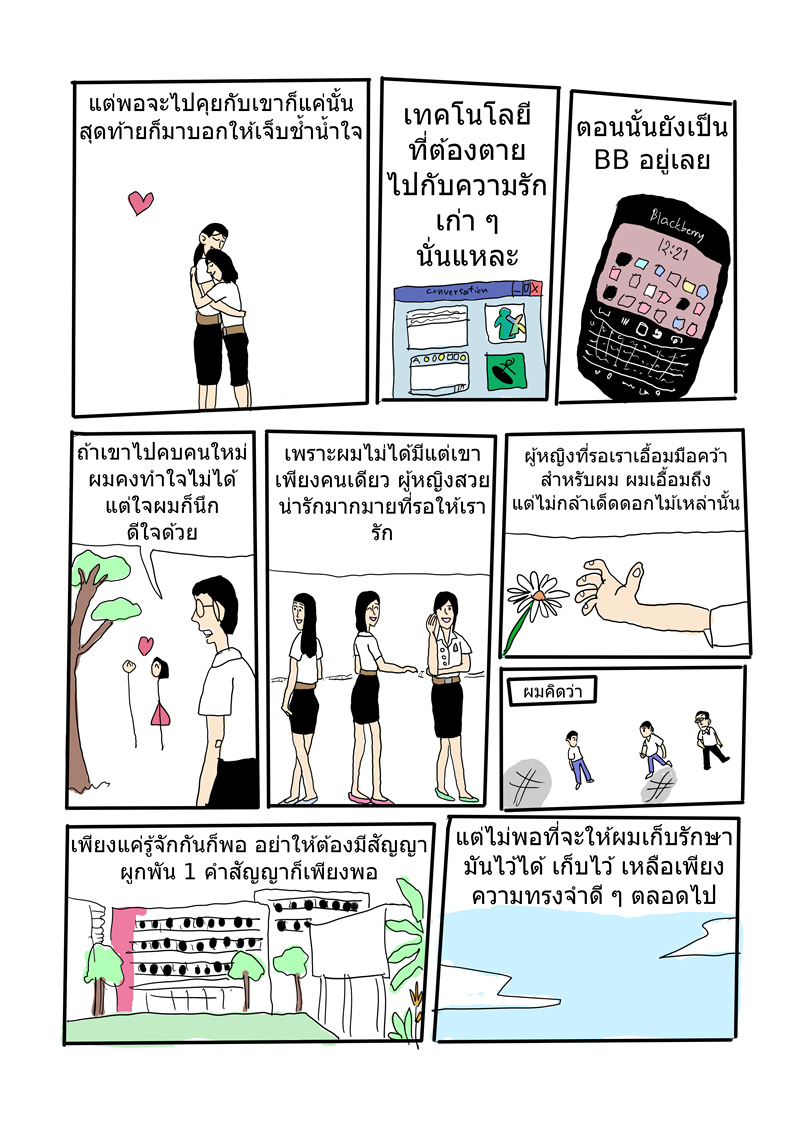 แต่พอจะไปคุยกับเขาก็แค่นั้น
สุดท้ายก็มาบอกให้เจ็บช้ำน้ำใจ
เทคโนโลยี
ที่ต้องตาย
ไปกับความรัก
เก่า ๆ
นั่นแหละ
conversation
ตอนนั้นยังเป็น
BB อยู่เลย
Blackberry
12:21
ถ้าเขาไปคบคนใหม่
ผมคงทำใจไม่ได้
แต่ใจผมก็นึก
ดีใจด้วย
เพราะผมไม่ได้มีแต่เขา
เพียงคนเดียว ผู้หญิงสวย
น่ารักมากมายที่รอให้เรา
รัก
ผู้หญิงที่รอเราเอื้อมมือคว้า
สำหรับผม ผมเอื้อมถึง
แต่ไม่กล้าเด็ดดอกไม้เหล่านั้น
ผมคิดว่า
เพียงแค่รู้จักกันก็พอ อย่าให้ต้องมีสัญญา
ผูกพัน 1 คำสัญญาก็เพียงพอ
แต่ไม่พอที่จะให้ผมเก็บรักษา
มันไว้ได้ เก็บไว้ เหลือเพียง
ความทรงจำดี ๆ ตลอดไป